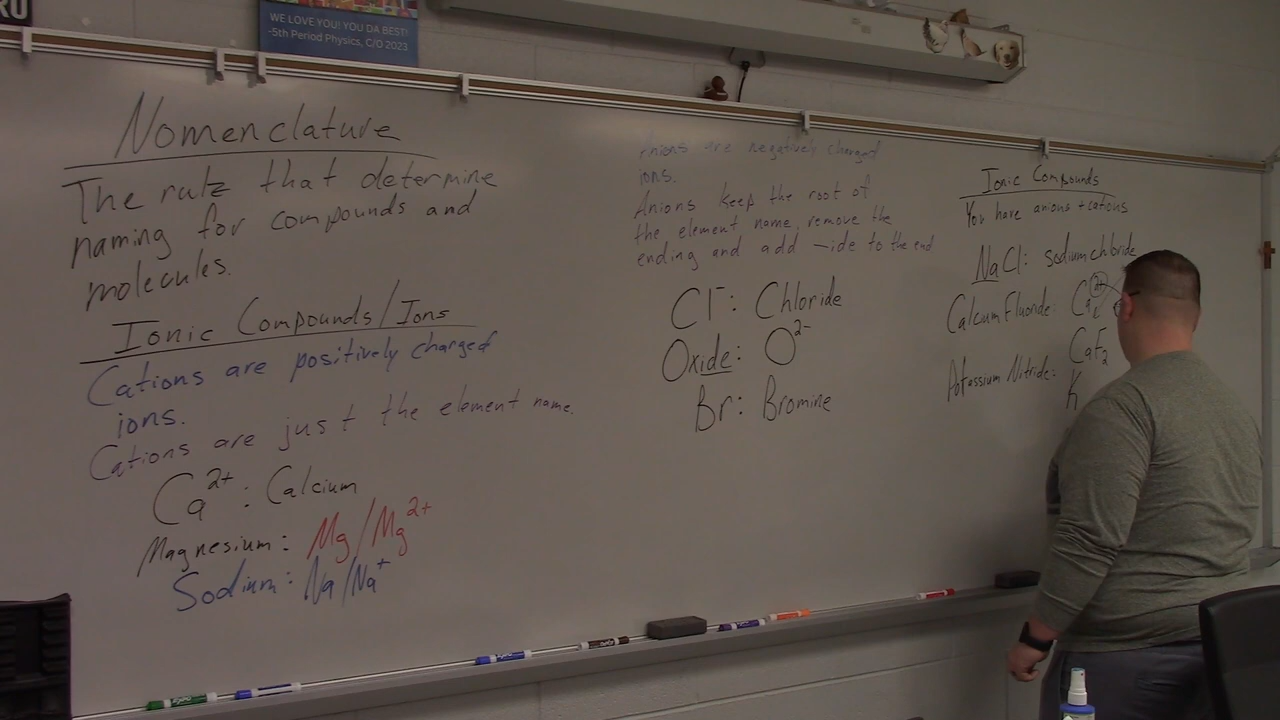 RU
WE LOVE YOU! YOU DA BEST!
-5th Period Physics, C/O 2023
Nomenclature
The rule that determine
naming for compounds and
molecules.
Ionic Compounds/Ions
Cations are positively charged
ions.
Cations are just the element name.
Ca2+: Calcium
Magnesium: Mg/Mg2+
Sodium: Na/Na+
Anions are negatively charged
ions.
Anions keep the root of
the element name, remove the
ending and add -ide to the end
Cl-: Chloride
Oxide: O2-
Br: Bromine
Ionic Compounds
You have anions + cations
NaCl: sodium chloride
Calcium Fluoride: Ca2+
CaF2
Potassium Nitride: K